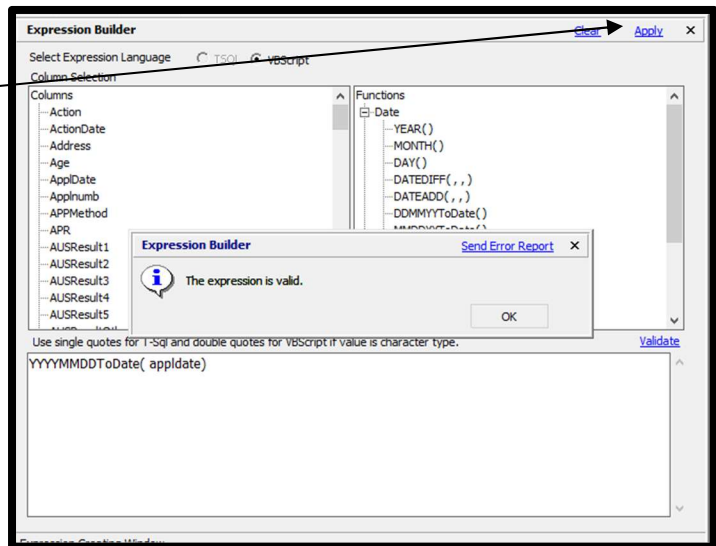 Expression Builder Clear Apply ×
Select Expression Language TSQL VBScript
Column Selection
Columns
Action
ActionDate
Address
Age
ApplDate
Applnumb
APPMethod
APR
AUSResult1
AUSResult2
AUSResult3
AUSResult4
AUSResult5
Functions
Date
YEAR()
MONTH()
DAY()
DATEDIFF(,,)
DATEADD(,,)
DDMMYYToDate()
Expression Builder Send Error Report ×
The expression is valid.
OK
Use single quotes for T-Sql and double quotes for VBScript if value is character type. Validate
YYYYMMDDToDate( appldate)
Expression Creating Window